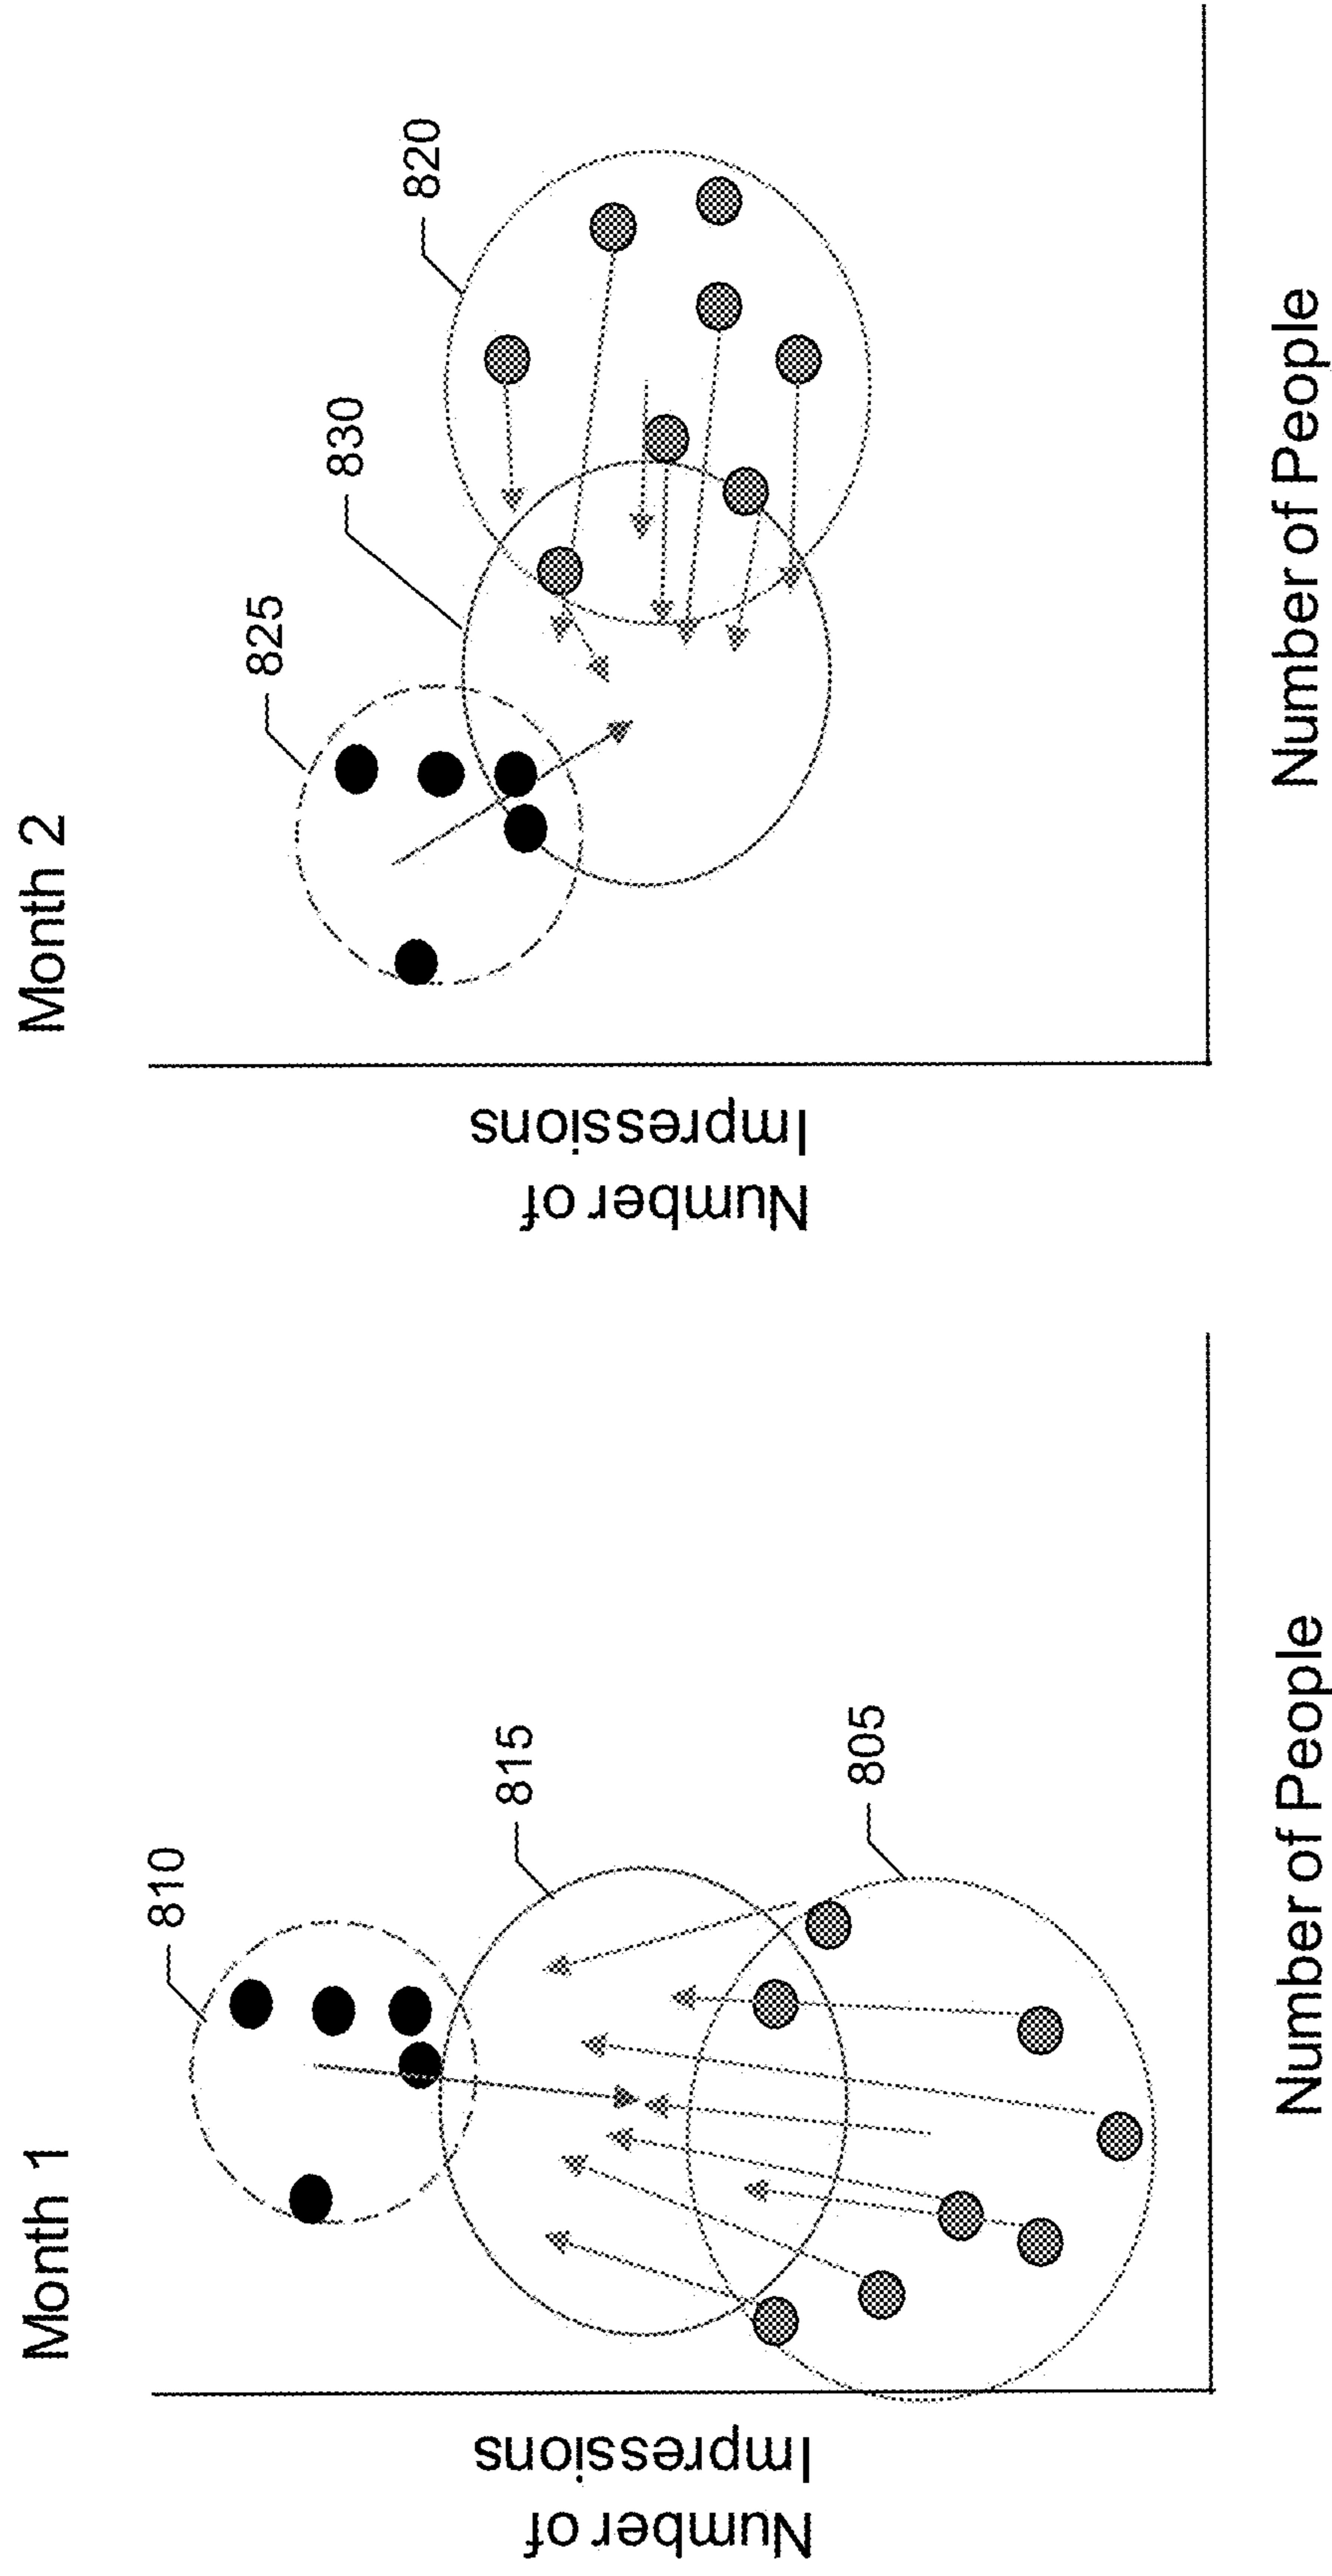 Month 1
810
815
805
Number of
Impressions
Number of People
Month 2
825
830
820
Number of
Impressions
Number of People